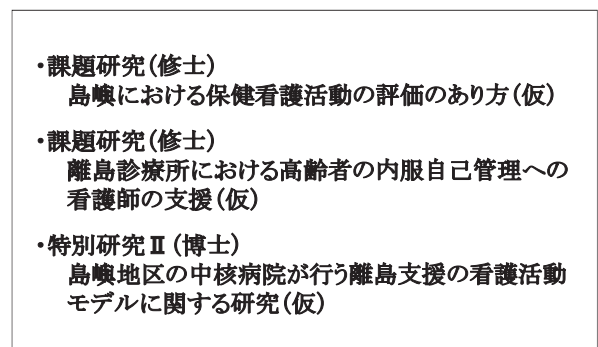 ・課題研究（修士）
島嶼における保健看護活動の評価のあり方（仮）
・課題研究（修士）
離島診療所における高齢者の内服自己管理への
看護師の支援（仮）
・特別研究Ⅱ（博士）
島嶼地区の中核病院が行う離島支援の看護活動
モデルに関する研究（仮）